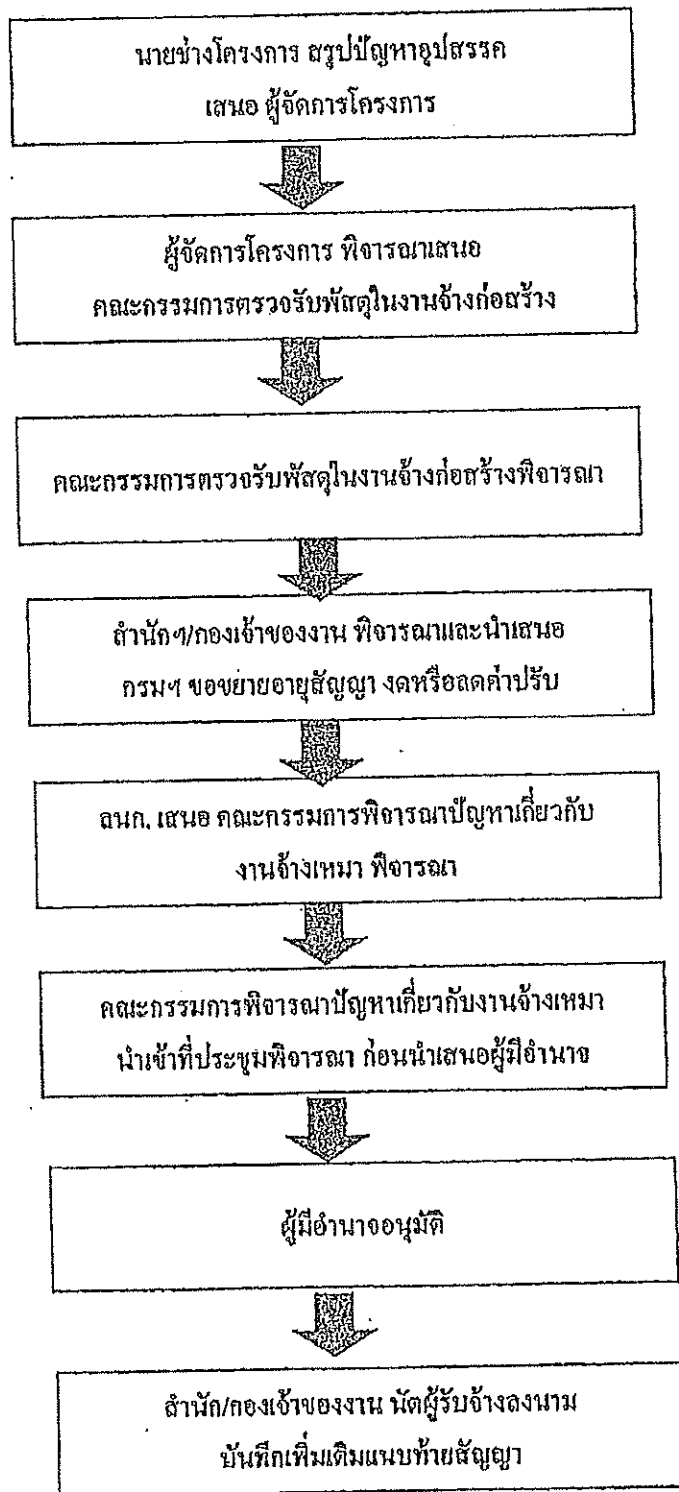 นายช่างโครงการ สรุปปัญหาอุปสรรค
เสนอ ผู้จัดการโครงการ
ผู้จัดการโครงการ พิจารณาเสนอ
คณะกรรมการตรวจรับพัสดุในงานจ้างก่อสร้าง
คณะกรรมการตรวจรับพัสดุในงานจ้างก่อสร้างพิจารณา
สำนักฯ/กองเจ้าของงาน พิจารณาและนำเสนอ
กรมฯ ขอขยายอายุสัญญา งดหรือลดค่าปรับ
ลนก. เสนอ คณะกรรมการพิจารณาปัญหาเกี่ยวกับ
งานจ้างเหมา พิจารณา
คณะกรรมการพิจารณาปัญหาเกี่ยวกับงานจ้างเหมา
นำเข้าที่ประชุมพิจารณา ก่อนนำเสนอผู้มีอำนาจ
ผู้มีอำนาจอนุมัติ
สำนัก/กองเจ้าของงาน นัดผู้รับจ้างลงนาม
บันทึกเพิ่มเติมแนบท้ายสัญญา